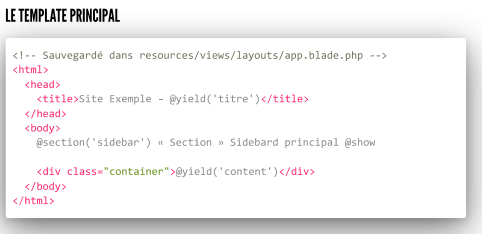 LE TEMPLATE PRINCIPAL
<!-- Sauvegardé dans resources/views/layouts/app.blade.php -->
<html>
<head>
<title>Site Exemple – @yield('titre')</title>
</head>
<body>
@section('sidebar') « Section » Sidebard principal @show
<div class="container">@yield('content')</div>
</body>
</html>